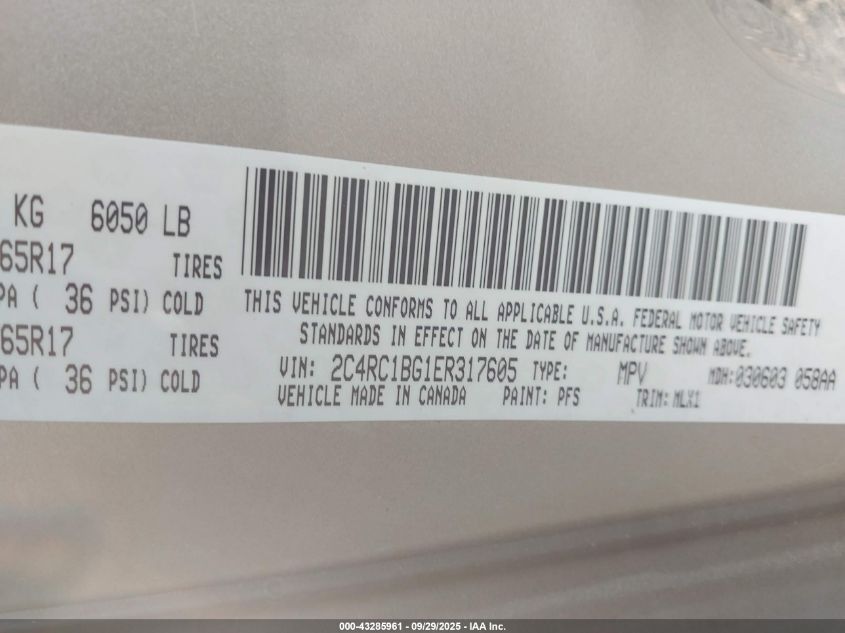 KG 6050 LB
65R17 TIRES
PA ( 36 PSI) COLD
65R17 TIRES
PA ( 36 PSI) COLD
THIS VEHICLE CONFORMS TO ALL APPLICABLE U.S.A. FEDERAL MOTOR VEHICLE SAFETY
STANDARDS IN EFFECT ON THE DATE OF MANUFACTURE SHOWN ABOVE.
VIN: 2C4RC1BG1ER317605 TYPE: MPV MDH:030603 058AA
VEHICLE MADE IN CANADA PAINT: PFS TRIM: MLX1
000-43285961 - 09/29/2025 - IAA Inc.